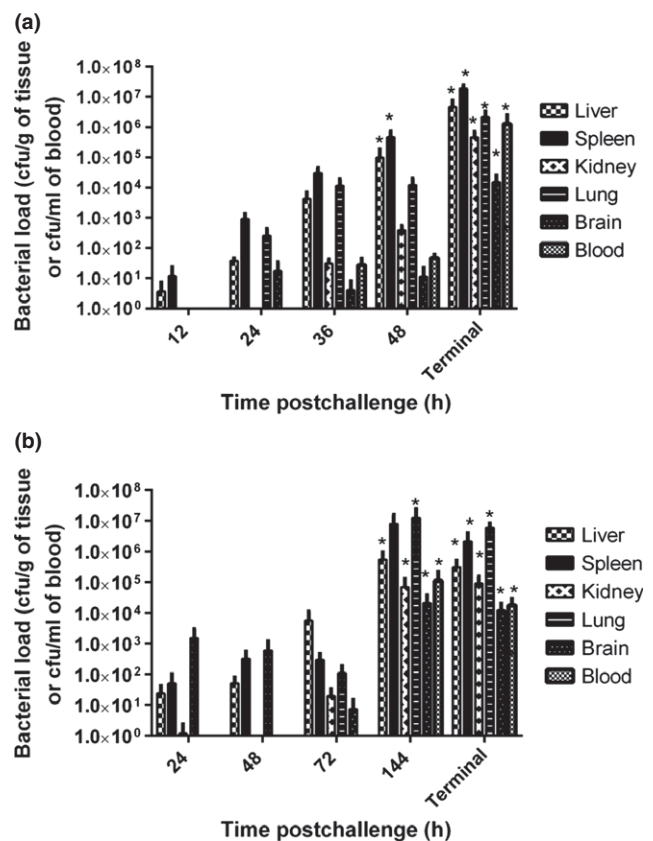 (a)
Bacterial load (cfu/g of tissue
or cfu/ml of blood)
1.0×10⁸
1.0×10⁷
1.0×10⁶
1.0×10⁵
1.0×10⁴
1.0×10³
1.0×10²
1.0×10¹
1.0×10⁰
* * * * * * * *
12 24 36 48 Terminal
Time postchallenge (h)
Liver
Spleen
Kidney
Lung
Brain
Blood
(b)
Bacterial load (cfu/g of tissue
or cfu/ml of blood)
1.0×10⁸
1.0×10⁷
1.0×10⁶
1.0×10⁵
1.0×10⁴
1.0×10³
1.0×10²
1.0×10¹
1.0×10⁰
* * * * * * * * * * *
24 48 72 144 Terminal
Time postchallenge (h)
Liver
Spleen
Kidney
Lung
Brain
Blood